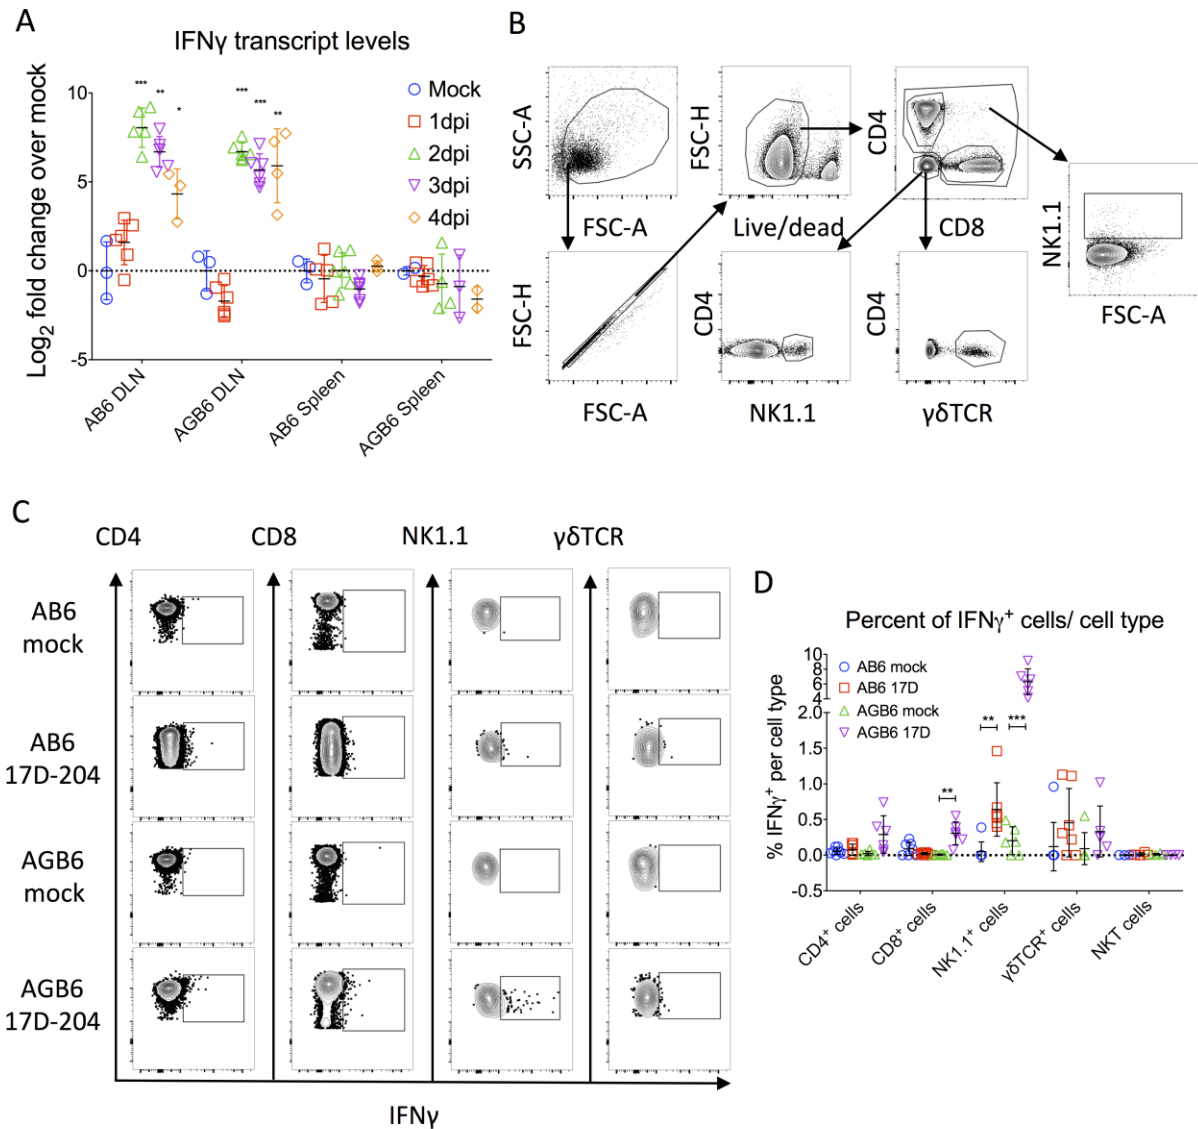 A
IFNγ transcript levels
Log2 fold change over mock
10
5
0
-5
***
**
*
***
***
**
Mock
1dpi
2dpi
3dpi
4dpi
AB6 DLN
AGB6 DLN
AB6 Spleen
AGB6 Spleen
B
SSC-A
FSC-A
FSC-H
Live/dead
CD4
CD8
NK1.1
FSC-A
FSC-H
FSC-A
CD4
NK1.1
CD4
γδTCR
C
CD4
CD8
NK1.1
γδTCR
AB6
mock
AB6
17D-204
AGB6
mock
AGB6
17D-204
IFNγ
D
Percent of IFNγ+ cells/ cell type
% IFNγ+ per cell type
10
8
6
4
2.0
1.5
1.0
0.5
0.0
-0.5
AB6 mock
AB6 17D
AGB6 mock
AGB6 17D
**
**
***
CD4+ cells
CD8+ cells
NK1.1+ cells
γδTCR+ cells
NKT cells